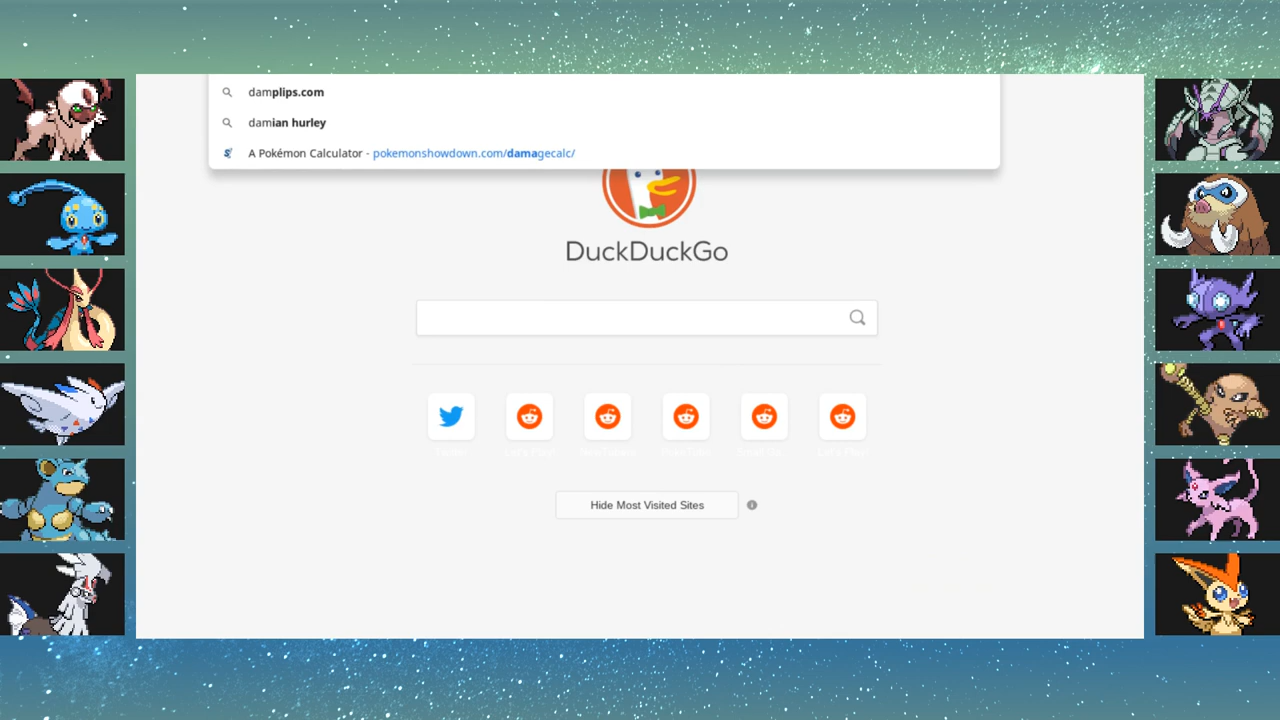 damplips.com
damian hurley
A Pokémon Calculator - pokemonshowdown.com/damagecalc/
DuckDuckGo
Hide Most Visited Sites